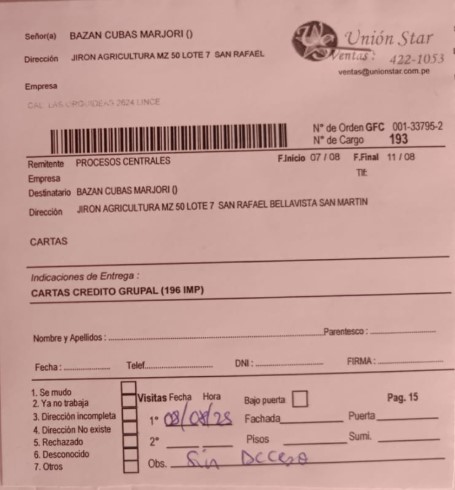 Señor(a) BAZAN CUBAS MARJORI ()
Dirección JIRON AGRICULTURA MZ 50 LOTE 7 SAN RAFAEL
Empresa
Unión Star
Ventas: 422-1053
ventas@unionstar.com.pe
2624 LINCE
N° de Orden GFC 001-33795-2
N° de Cargo 193
Remitente PROCESOS CENTRALES
F.Inicio 07 / 08 F.Final 11 / 08
Empresa
Tlf:
Destinatario BAZAN CUBAS MARJORI ()
Dirección JIRON AGRICULTURA MZ 50 LOTE 7 SAN RAFAEL BELLAVISTA SAN MARTIN
CARTAS
Indicaciones de Entrega :
CARTAS CREDITO GRUPAL (196 IMP)
Nombre y Apellidos : Parentesco :
Fecha : Telef. DNI : FIRMA :
1. Se mudo
2. Ya no trabaja
3. Dirección incompleta
4. Dirección No existe
5. Rechazado
6. Desconocido
7. Otros
Visitas Fecha Hora
1° 08/08/25
2°
Obs. Sin Acceso
Bajo puerta
Fachada
Pisos
Pag. 15
Puerta
Sumi.